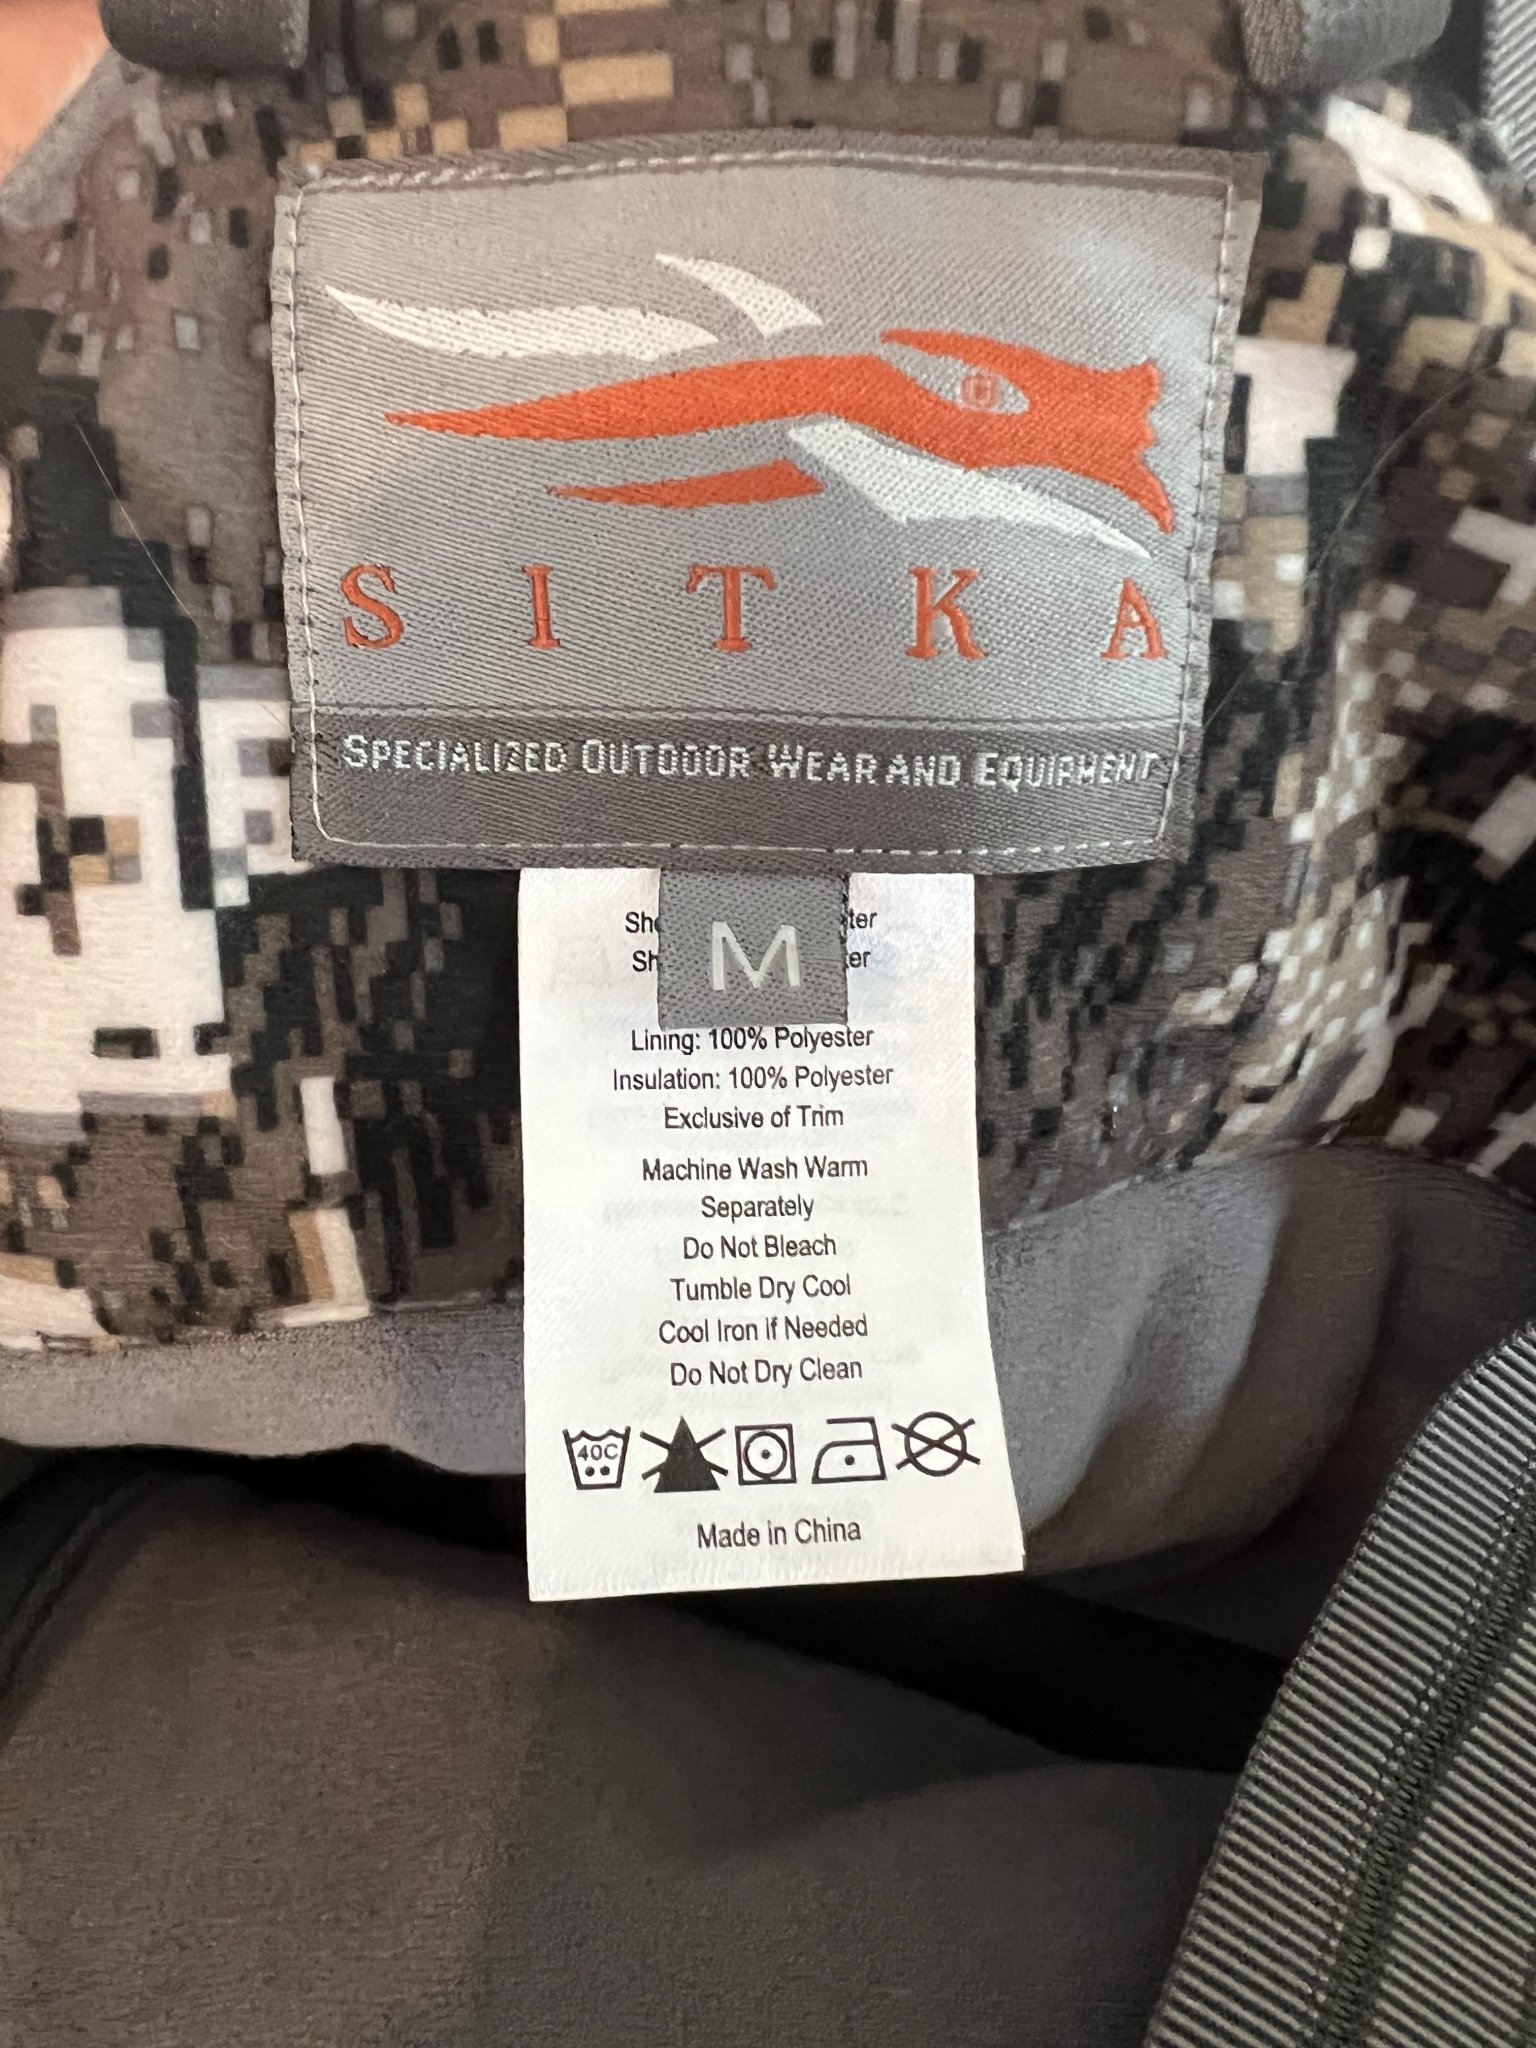 SITKA
SPECIALIZED OUTDOOR WEAR AND EQUIPMENT
M
Lining: 100% Polyester
Insulation: 100% Polyester
Exclusive of Trim
Machine Wash Warm
Separately
Do Not Bleach
Tumble Dry Cool
Cool Iron if Needed
Do Not Dry Clean
40C
Made in China